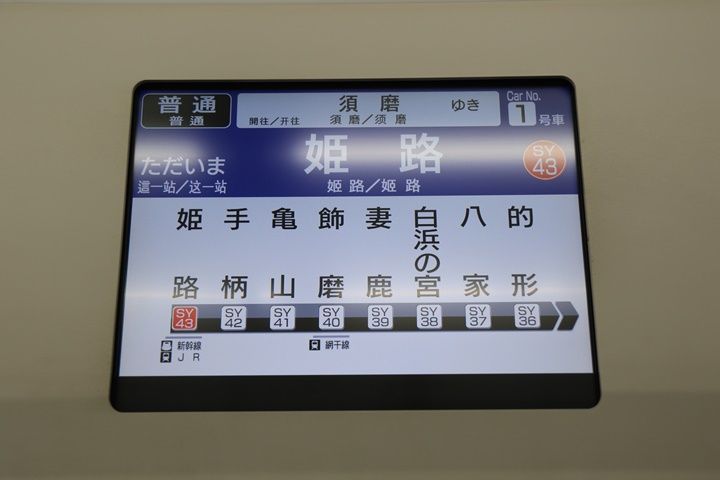 普通
普通
須磨 ゆき
開往／开往 須磨／须磨
Car No.
1号車
ただいま
這一站／这一站
姫路
姬路／姬路
SY
43
姫路
手柄
亀山
飾磨
妻鹿
白浜の宮
八家
的形
SY 43
SY 42
SY 41
SY 40
SY 39
SY 38
SY 37
SY 36
新幹線
JR
網干線